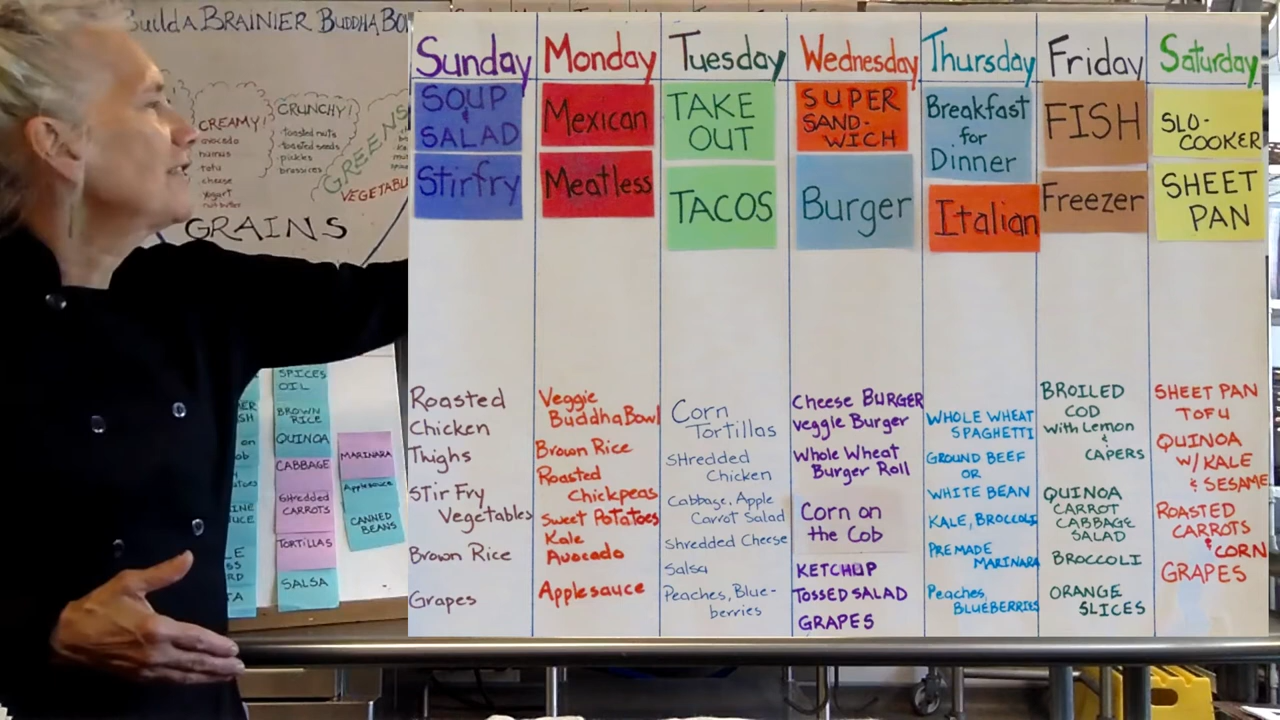 Build A BRAINIER BUDDHA BO
CREAMY!
avocado
humus
tofu
cheese
yogurt
nut butter
CRUNCHY!
toasted nuts
toasted seeds
pickles
brassicas
GREENS
VEGETABL
GRAINS
SPICES
OIL
BROWN
RICE
QUINOA
CABBAGE
SHREDDED
CARROTS
TORTILLAS
SALSA
MARINARA
Applesauce
CANNED
BEANS
Sunday
SOUP
&
SALAD
Stirfry
Roasted
Chicken
Thighs
Stir Fry
Vegetables
Brown Rice
Grapes
Monday
Mexican
Meatless
Veggie
Buddha Bowl
Brown Rice
Roasted
Chickpeas
Sweet Potatoes
Kale
Avocado
Applesauce
Tuesday
TAKE
OUT
TACOS
Corn
Tortillas
SHredded
Chicken
Cabbage, Apple
Carrot Salad
Shredded Cheese
Salsa
Peaches, Blue-
berries
Wednesday
SUPER
SAND-
WICH
Burger
Cheese BURGER
veggie Burger
Whole Wheat
Burger Roll
Corn on
the Cob
KETCHUP
TOSSED SALAD
GRAPES
Thursday
Breakfast
for
Dinner
Italian
WHOLE WHEAT
SPAGHETTI
GROUND BEEF
OR
WHITE BEAN
KALE, BROCCOLI
PREMADE
MARINARA
Peaches,
BLUEBERRIES
Friday
FISH
Freezer
BROILED
COD
with Lemon
&
CAPERS
QUINOA
CARROT
CABBAGE
SALAD
BROCCOLI
ORANGE
SLICES
Saturday
SLO-
COOKER
SHEET
PAN
SHEET PAN
TOFU
QUINOA
W/KALE
& SESAME
ROASTED
CARROTS
& CORN
GRAPES